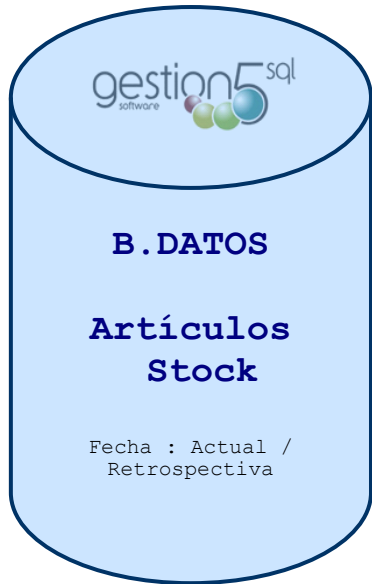 gestion5 sql
software
B.DATOS
Artículos
Stock
Fecha : Actual /
Retrospectiva